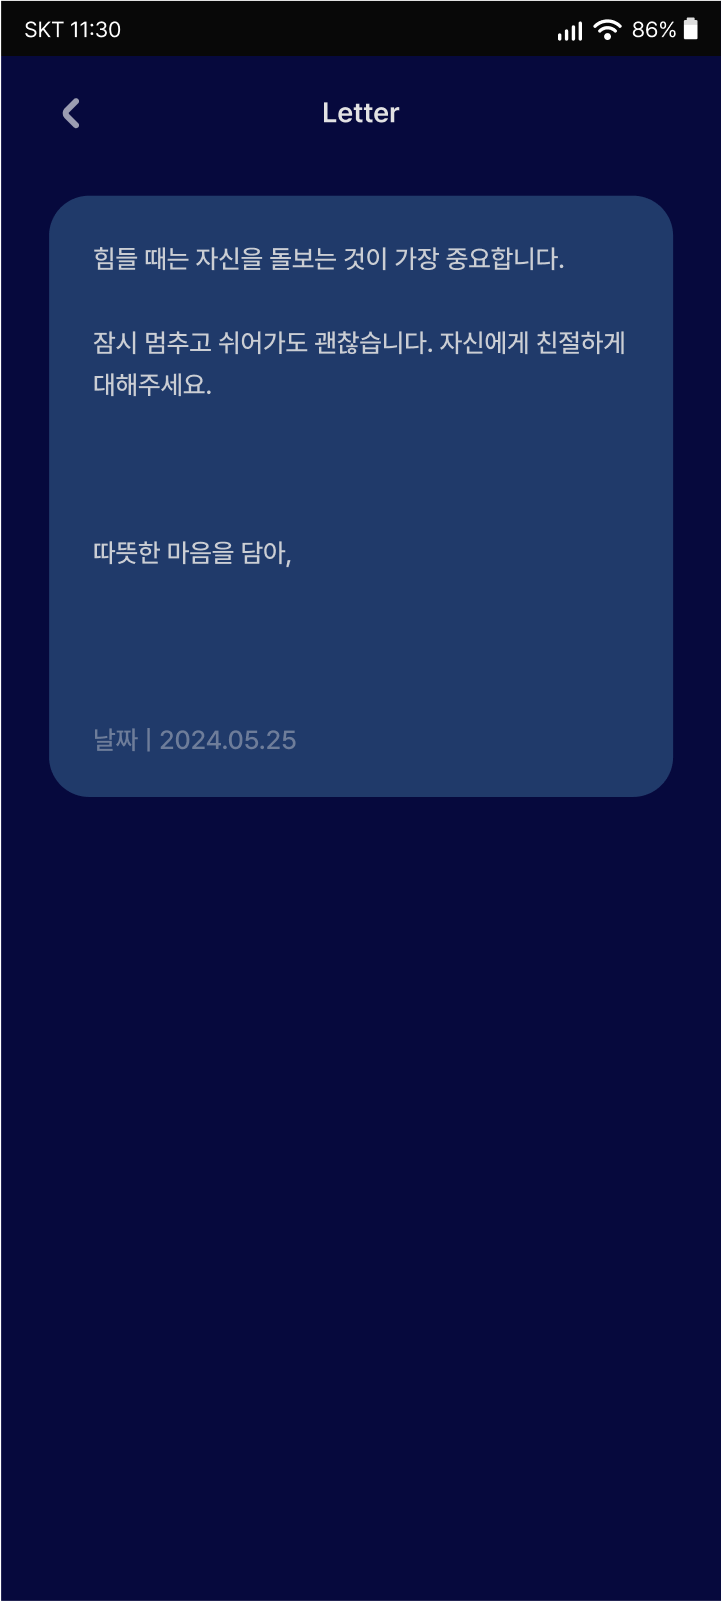 SKT 11:30
86%
Letter
힘들 때는 자신을 돌보는 것이 가장 중요합니다.
잠시 멈추고 쉬어가도 괜찮습니다. 자신에게 친절하게
대해주세요.
따뜻한 마음을 담아,
날짜 | 2024.05.25